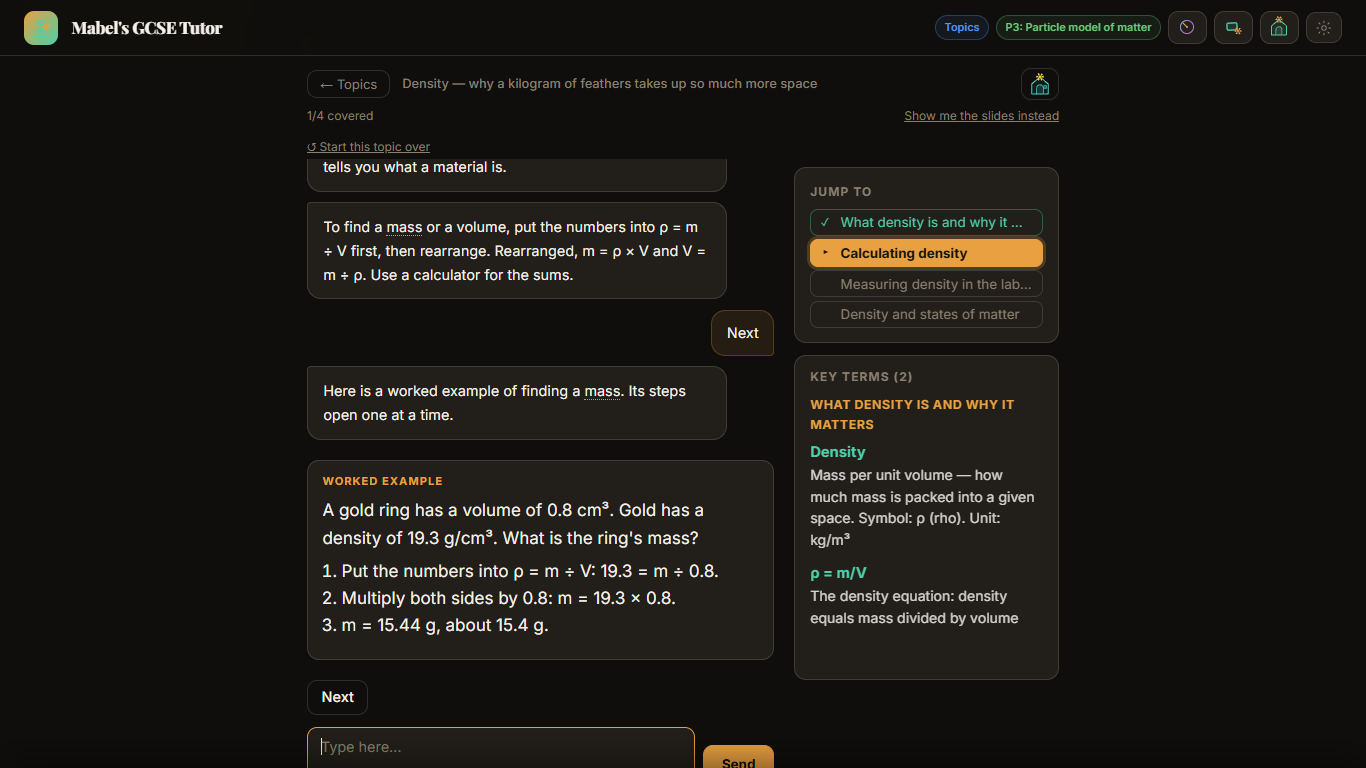 Mabel's GCSE Tutor
Topics
P3: Particle model of matter
← Topics
Density — why a kilogram of feathers takes up so much more space
1/4 covered
Show me the slides instead
↺ Start this topic over
tells you what a material is.
To find a mass or a volume, put the numbers into ρ = m
÷ V first, then rearrange. Rearranged, m = ρ × V and V =
m ÷ ρ. Use a calculator for the sums.
Next
Here is a worked example of finding a mass. Its steps
open one at a time.
WORKED EXAMPLE
A gold ring has a volume of 0.8 cm³. Gold has a
density of 19.3 g/cm³. What is the ring's mass?
1. Put the numbers into ρ = m ÷ V: 19.3 = m ÷ 0.8.
2. Multiply both sides by 0.8: m = 19.3 × 0.8.
3. m = 15.44 g, about 15.4 g.
Next
Type here...
Send
JUMP TO
✓ What density is and why it ...
‣ Calculating density
Measuring density in the lab...
Density and states of matter
KEY TERMS (2)
WHAT DENSITY IS AND WHY IT
MATTERS
Density
Mass per unit volume — how
much mass is packed into a given
space. Symbol: ρ (rho). Unit:
kg/m³
ρ = m/V
The density equation: density
equals mass divided by volume